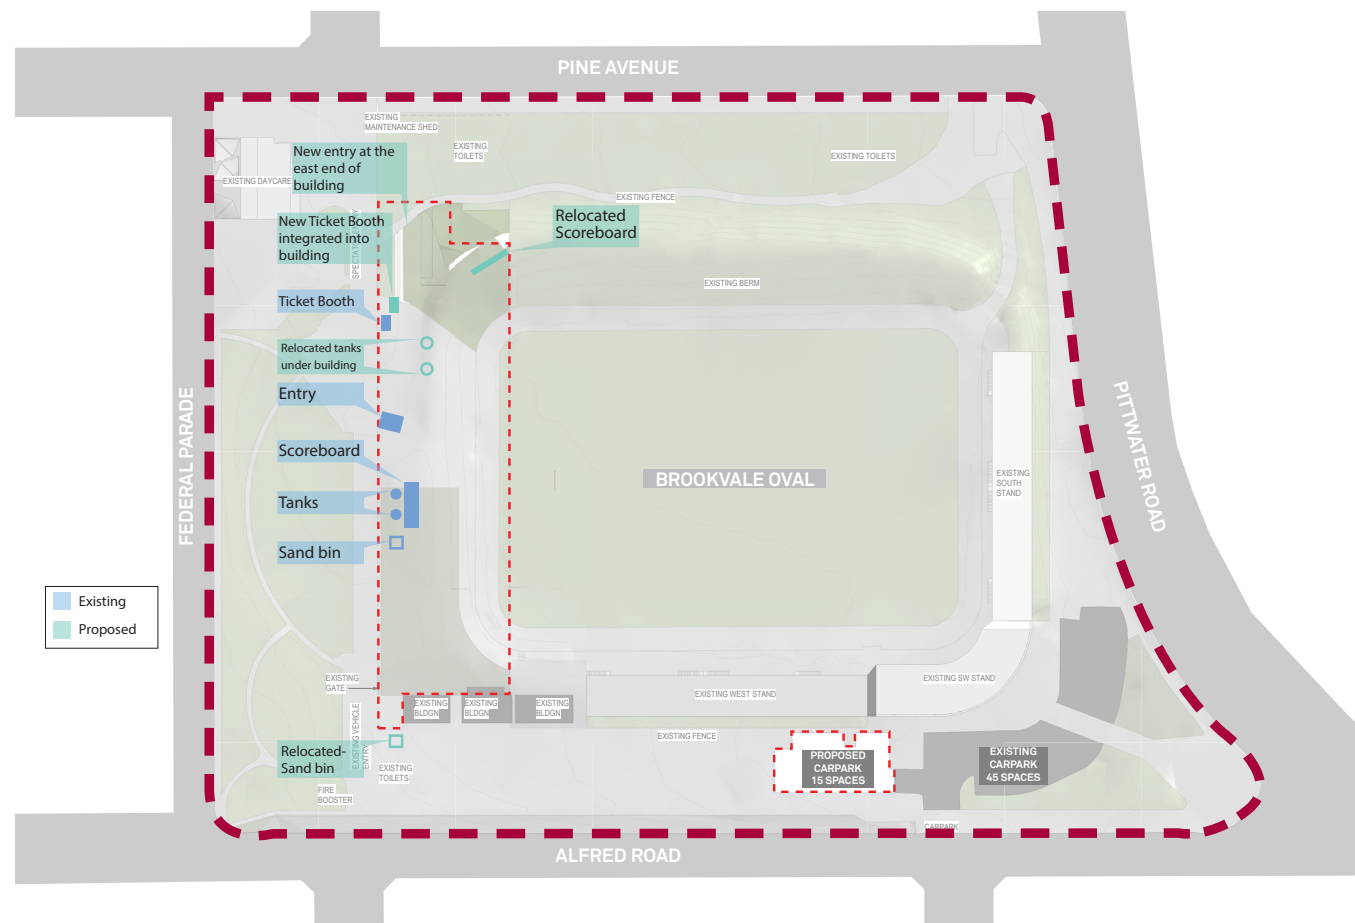 PINE AVENUE
EXISTING
MAINTENANCE SHED
EXISTING
TOILETS
EXISTING TOILETS
New entry at the
east end of
building
EXISTING DAYCARE
EXISTING FENCE
New Ticket Booth
integrated into
building
Relocated
Scoreboard
EXISTING BERM
Ticket Booth
Relocated tanks
under building
Entry
FEDERAL PARADE
PITTWATER ROAD
Scoreboard
BROOKVALE OVAL
EXISTING
SOUTH
STAND
Tanks
Sand bin
Existing
Proposed
EXISTING
GATE
EXISTING
BLDGN
EXISTING
BLDGN
EXISTING
BLDGN
EXISTING WEST STAND
EXISTING SW STAND
EXISTING VEHICLE
ENTRY
EXISTING FENCE
Relocated-
Sand bin
EXISTING
TOILETS
PROPOSED
CARPARK
15 SPACES
EXISTING
CARPARK
45 SPACES
FIRE
BOOSTER
CARPARK
ALFRED ROAD